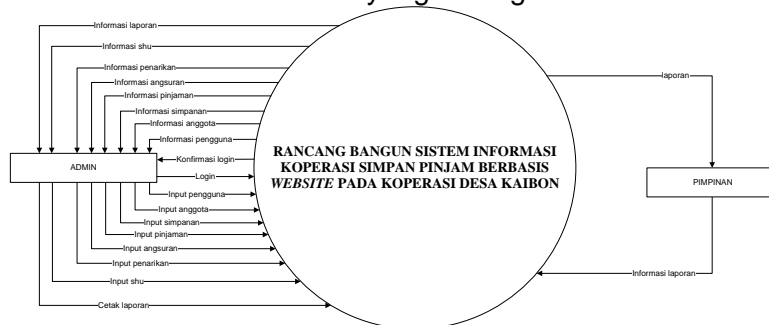 Informasi laporan
Informasi shu
Informasi penarikan
Informasi angsuran
Informasi pinjaman
Informasi simpanan
Informasi anggota
Informasi pengguna
Konfirmasi login
ADMIN
Login
Input pengguna
Input anggota
Input simpanan
Input pinjaman
Input angsuran
Input penarikan
Input shu
Cetak laporan
RANCANG BANGUN SISTEM INFORMASI
KOPERASI SIMPAN PINJAM BERBASIS
WEBSITE PADA KOPERASI DESA KAIBON
laporan
PIMPINAN
Informasi laporan